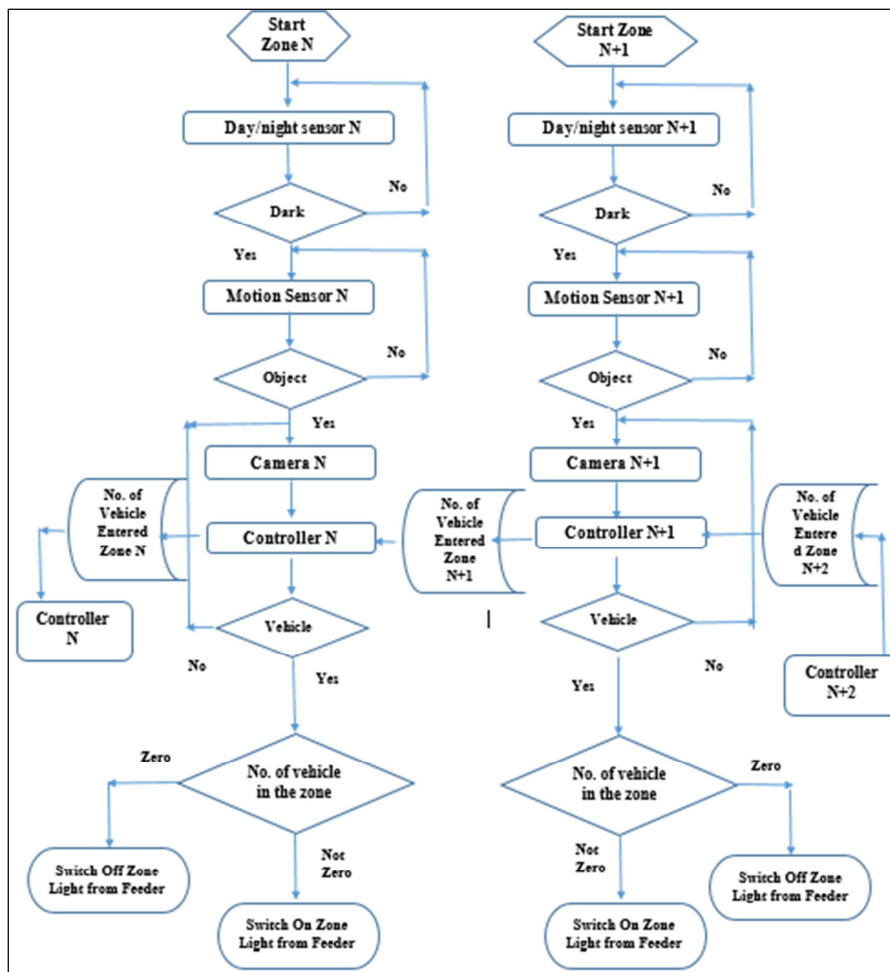 Start
Zone N
Day/night sensor N
No
Dark
Yes
Motion Sensor N
No
Object
Yes
Camera N
No. of
Vehicle
Entered
Zone N
Controller N
Controller
N
Vehicle
No
Yes
Zero
No. of vehicle
in the zone
Not
Zero
Switch Off Zone
Light from Feeder
Switch On Zone
Light from Feeder
Start Zone
N+1
Day/night sensor N+1
No
Dark
Yes
Motion Sensor N+1
No
Object
Yes
Camera N+1
No. of
Vehicle
Entered
Zone
N+1
Controller N+1
No. of
Vehicle
Entere
d Zone
N+2
Vehicle
No
Controller
N+2
Yes
Zero
No. of vehicle
in the zone
Not
Zero
Switch Off Zone
Light from Feeder
Switch On Zone
Light from Feeder